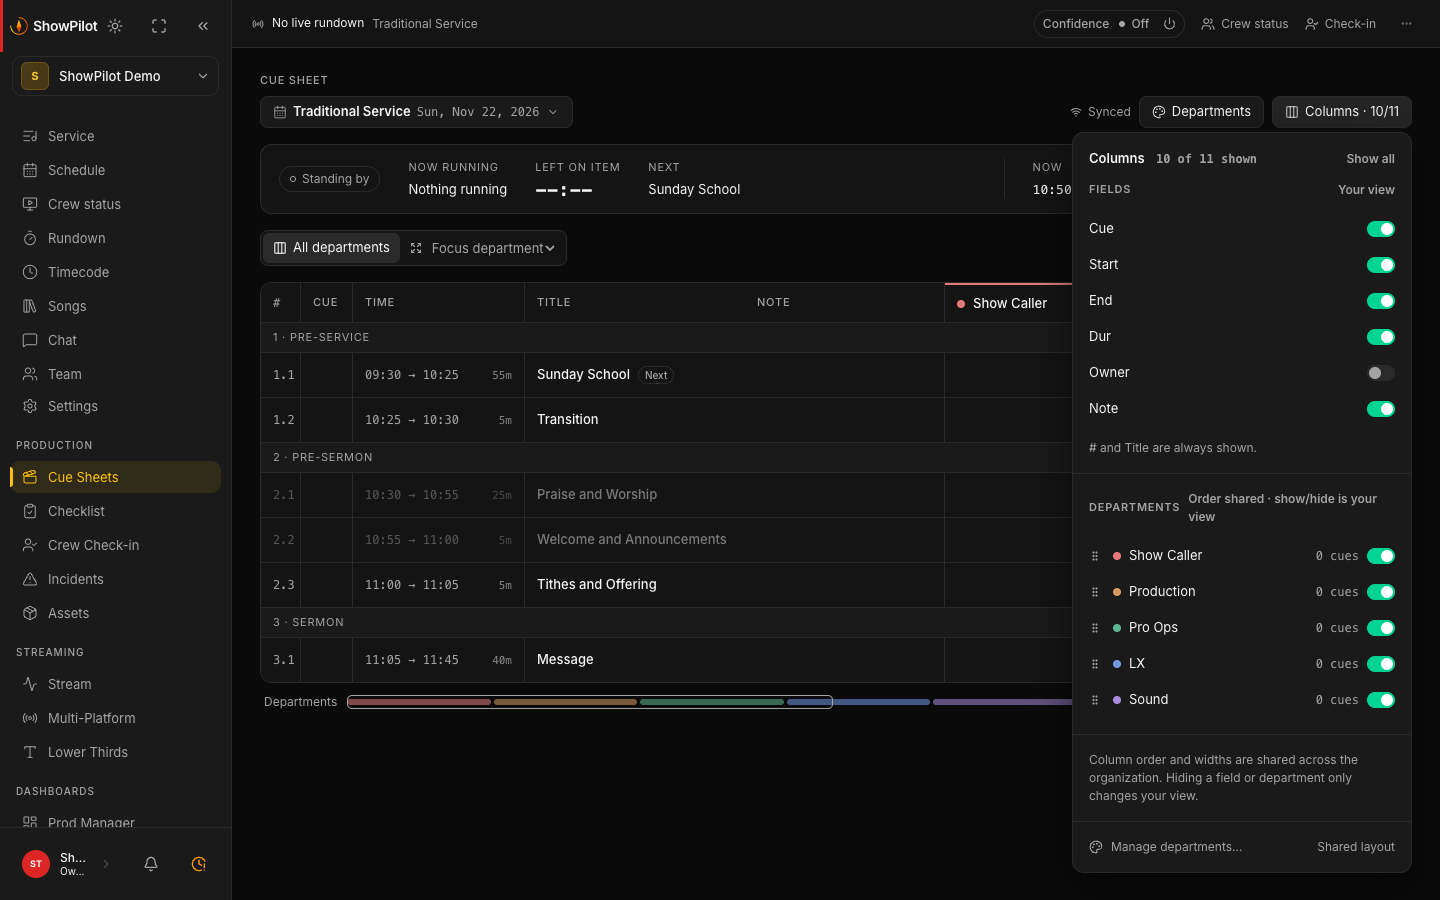 ShowPilot
S ShowPilot Demo
Service
Schedule
Crew status
Rundown
Timecode
Songs
Chat
Team
Settings
PRODUCTION
Cue Sheets
Checklist
Crew Check-in
Incidents
Assets
STREAMING
Stream
Multi-Platform
Lower Thirds
DASHBOARDS
Prod Manager
ST Sh...
Ow...
No live rundown Traditional Service
Confidence Off Crew status Check-in
CUE SHEET
Traditional Service Sun, Nov 22, 2026
Synced Departments Columns · 10/11
Standing by
NOW RUNNING
Nothing running
LEFT ON ITEM
——:——
NEXT
Sunday School
NOW
10:50
All departments Focus department
# CUE TIME TITLE NOTE Show Caller
1 · PRE-SERVICE
1.1 09:30 → 10:25 55m Sunday School Next
1.2 10:25 → 10:30 5m Transition
2 · PRE-SERMON
2.1 10:30 → 10:55 25m Praise and Worship
2.2 10:55 → 11:00 5m Welcome and Announcements
2.3 11:00 → 11:05 5m Tithes and Offering
3 · SERMON
3.1 11:05 → 11:45 40m Message
Departments
Columns 10 of 11 shown Show all
FIELDS Your view
Cue
Start
End
Dur
Owner
Note
# and Title are always shown.
DEPARTMENTS Order shared · show/hide is your
view
Show Caller 0 cues
Production 0 cues
Pro Ops 0 cues
LX 0 cues
Sound 0 cues
Column order and widths are shared across the
organization. Hiding a field or department only
changes your view.
Manage departments... Shared layout